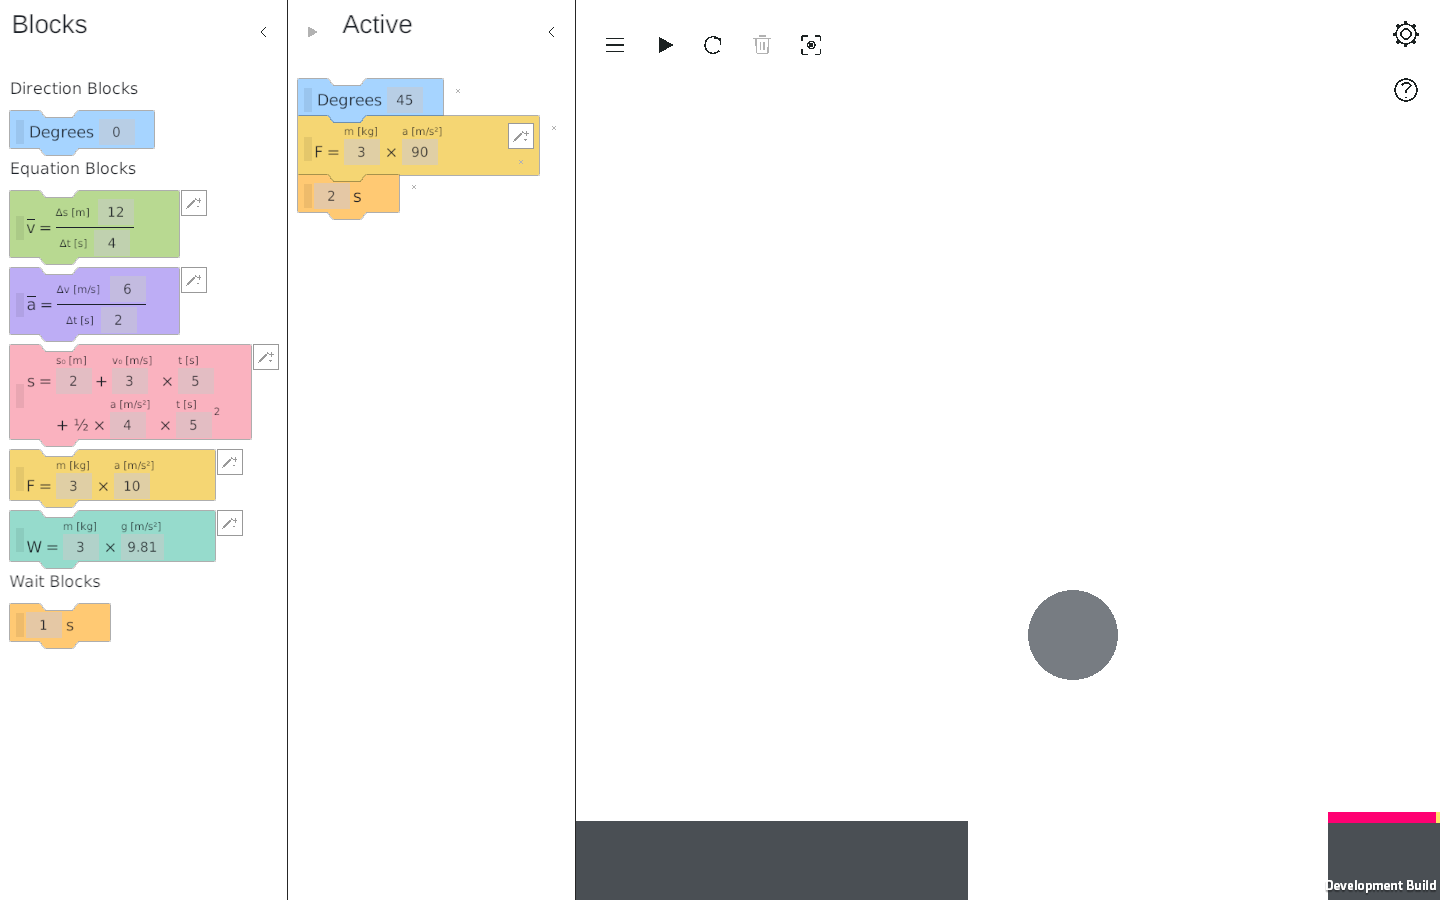 Blocks
Direction Blocks
Degrees 0
Equation Blocks
Δs [m] 12
v =
Δt [s] 4
Δv [m/s] 6
a =
Δt [s] 2
s₀ [m] v₀ [m/s] t [s]
s = 2 + 3 × 5
a [m/s²] t [s] 2
+ ½ × 4 × 5
m [kg] a [m/s²]
F = 3 × 10
m [kg] g [m/s²]
W = 3 × 9.81
Wait Blocks
1 s
Active
Degrees 45
m [kg] a [m/s²]
F = 3 × 90
2 s
Development Build